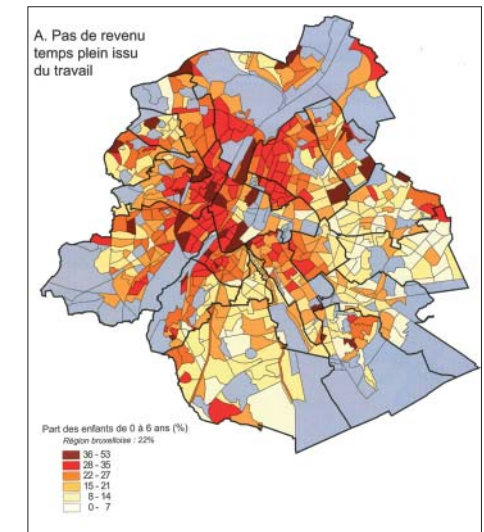 A. Pas de revenu
temps plein issu
du travail
Part des enfants de 0 à 6 ans (%)
Région bruxelloise : 22%
36 - 53
28 - 35
22 - 27
15 - 21
8 - 14
0 - 7